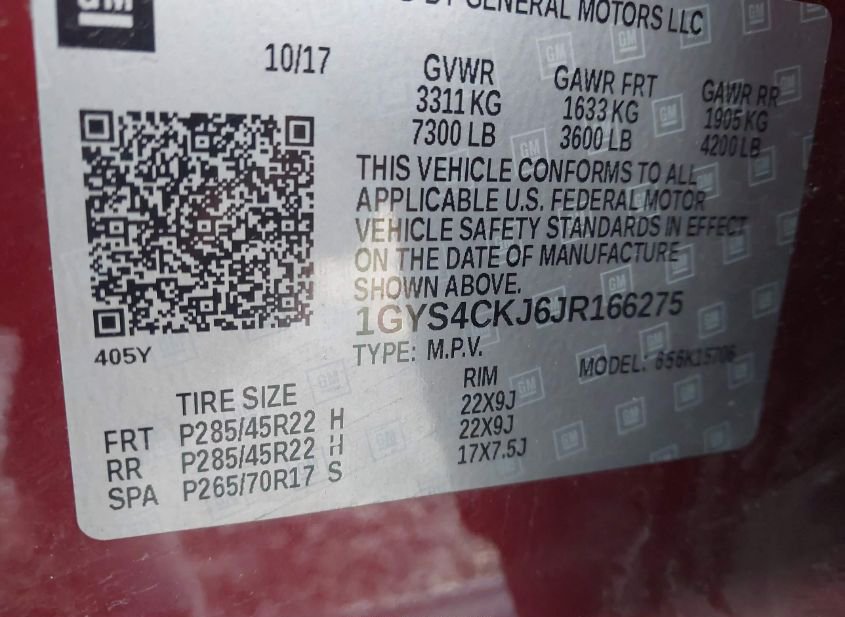 GM
BY GENERAL MOTORS LLC
10/17
GVWR GAWR FRT GAWR RR
3311 KG 1633 KG 1905 KG
7300 LB 3600 LB 4200 LB
THIS VEHICLE CONFORMS TO ALL
APPLICABLE U.S. FEDERAL MOTOR
VEHICLE SAFETY STANDARDS IN EFFECT
ON THE DATE OF MANUFACTURE
SHOWN ABOVE.
1GYS4CKJ6JR166275
405Y
TYPE: M.P.V. MODEL:
TIRE SIZE RIM
FRT P285/45R22 H 22X9J
RR P285/45R22 H 22X9J
SPA P265/70R17 S 17X7.5J